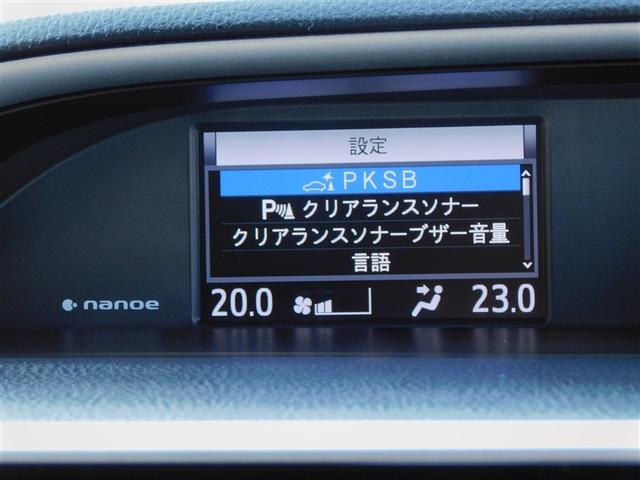 設定
PKSB
P クリアランスソナー
クリアランスソナーブザー音量
言語
20.0 23.0
nanoe